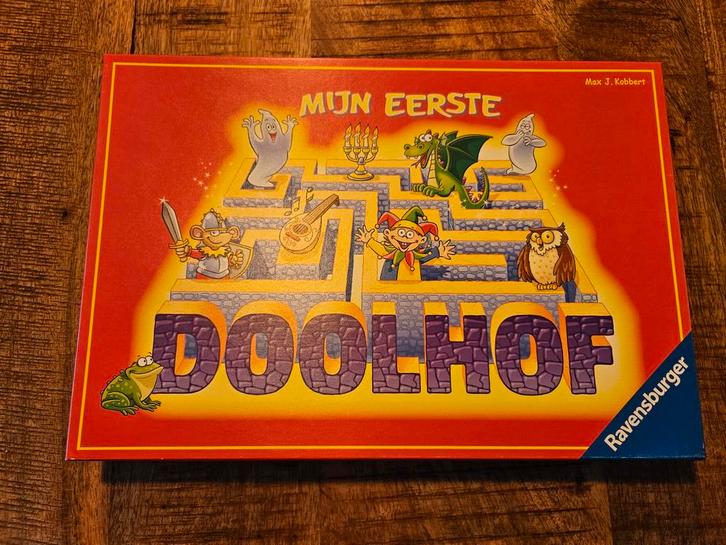 Max J. Kobbert
MIJN EERSTE
DOOLHOF
Ravensburger